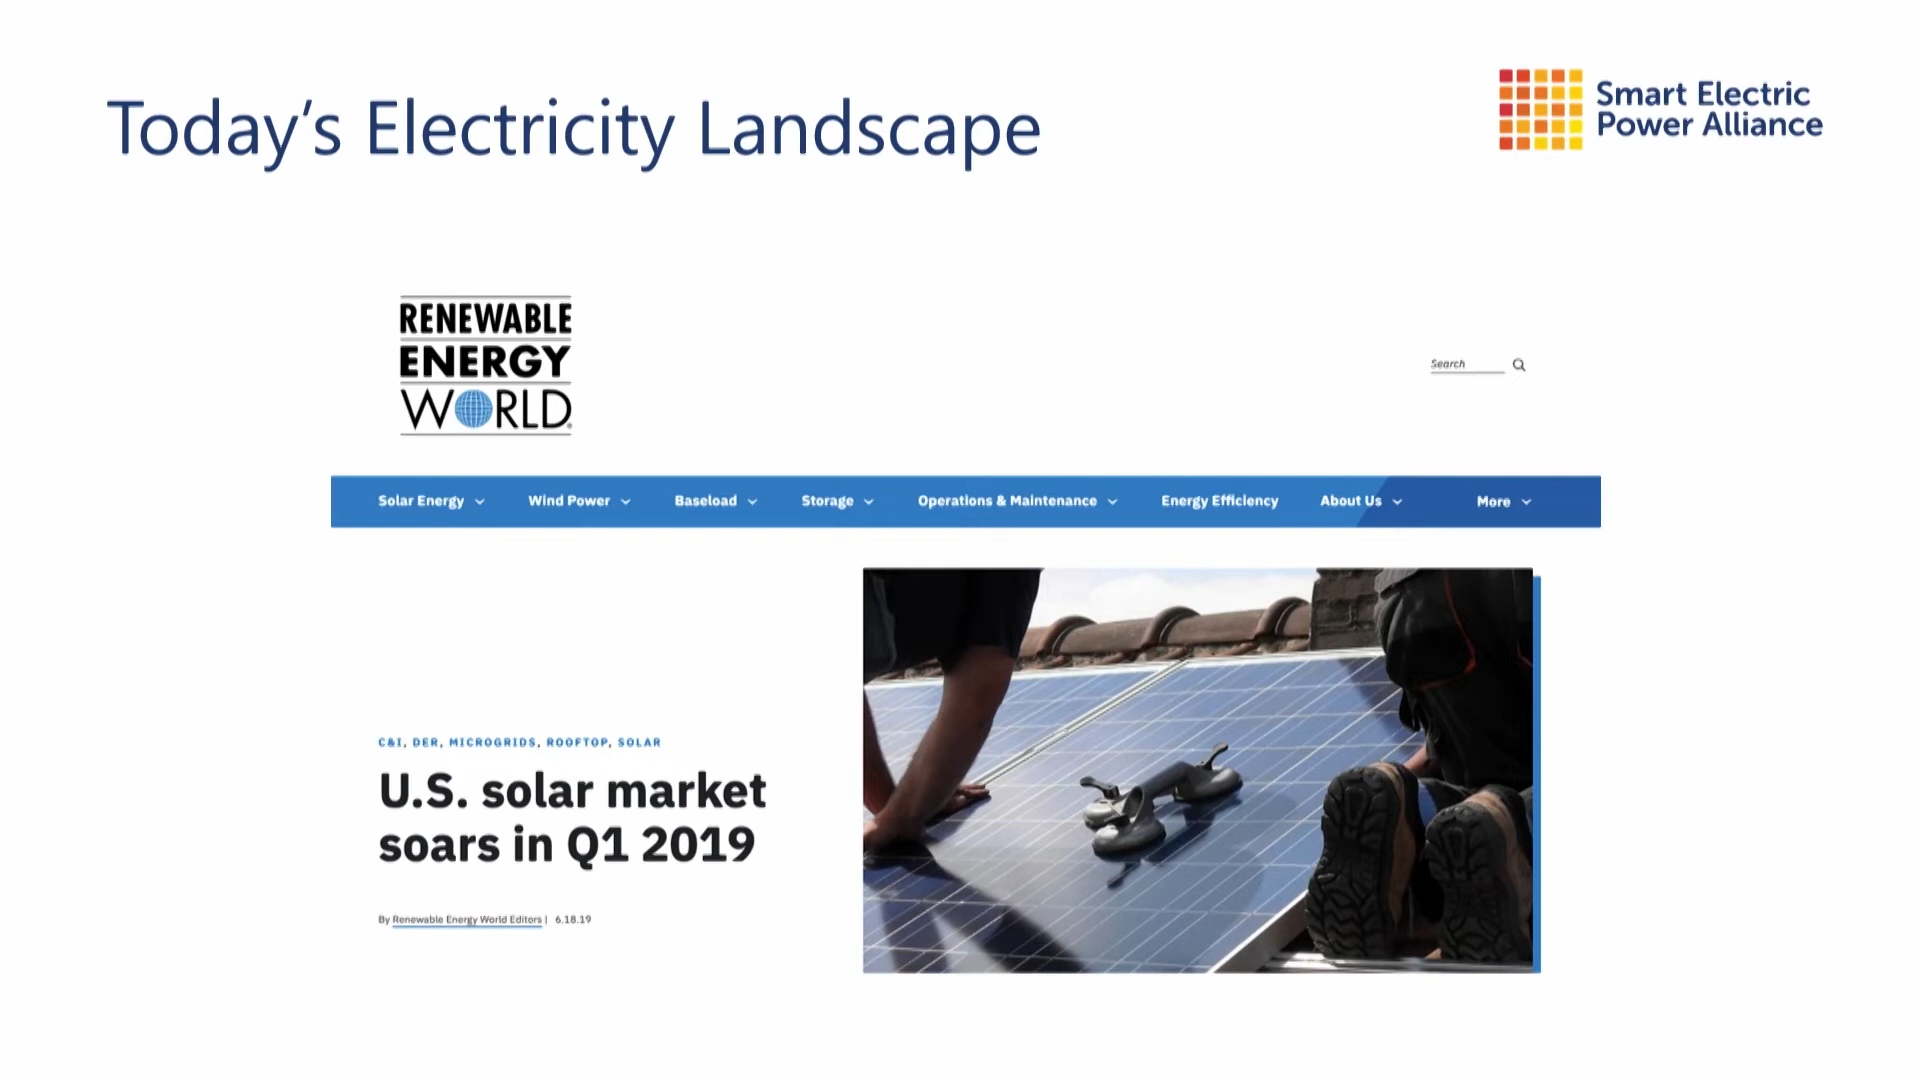 Today's Electricity Landscape
Smart Electric
Power Alliance
RENEWABLE
ENERGY
WORLD
Search
Solar Energy Wind Power Baseload Storage Operations & Maintenance Energy Efficiency About Us More
C&I, DER, MICROGRIDS, ROOFTOP, SOLAR
U.S. solar market
soars in Q1 2019
By Renewable Energy World Editors | 6.18.19